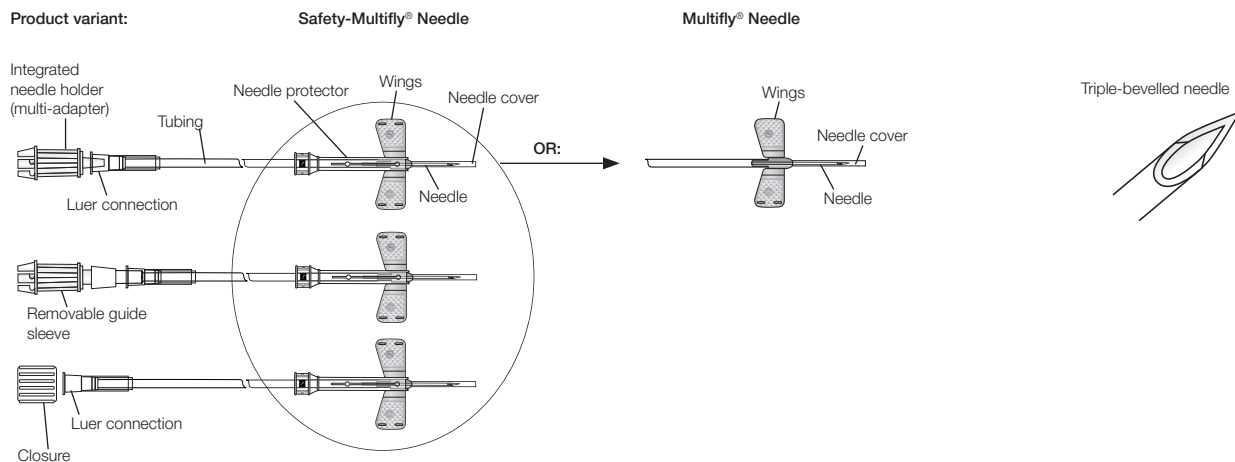 Product variant:
Safety-Multifly® Needle
Multifly® Needle
Integrated
needle holder
(multi-adapter)
Tubing
Needle protector
Wings
Needle cover
Luer connection
Needle
OR:
Wings
Needle cover
Needle
Triple-bevelled needle
Removable guide
sleeve
Luer connection
Closure